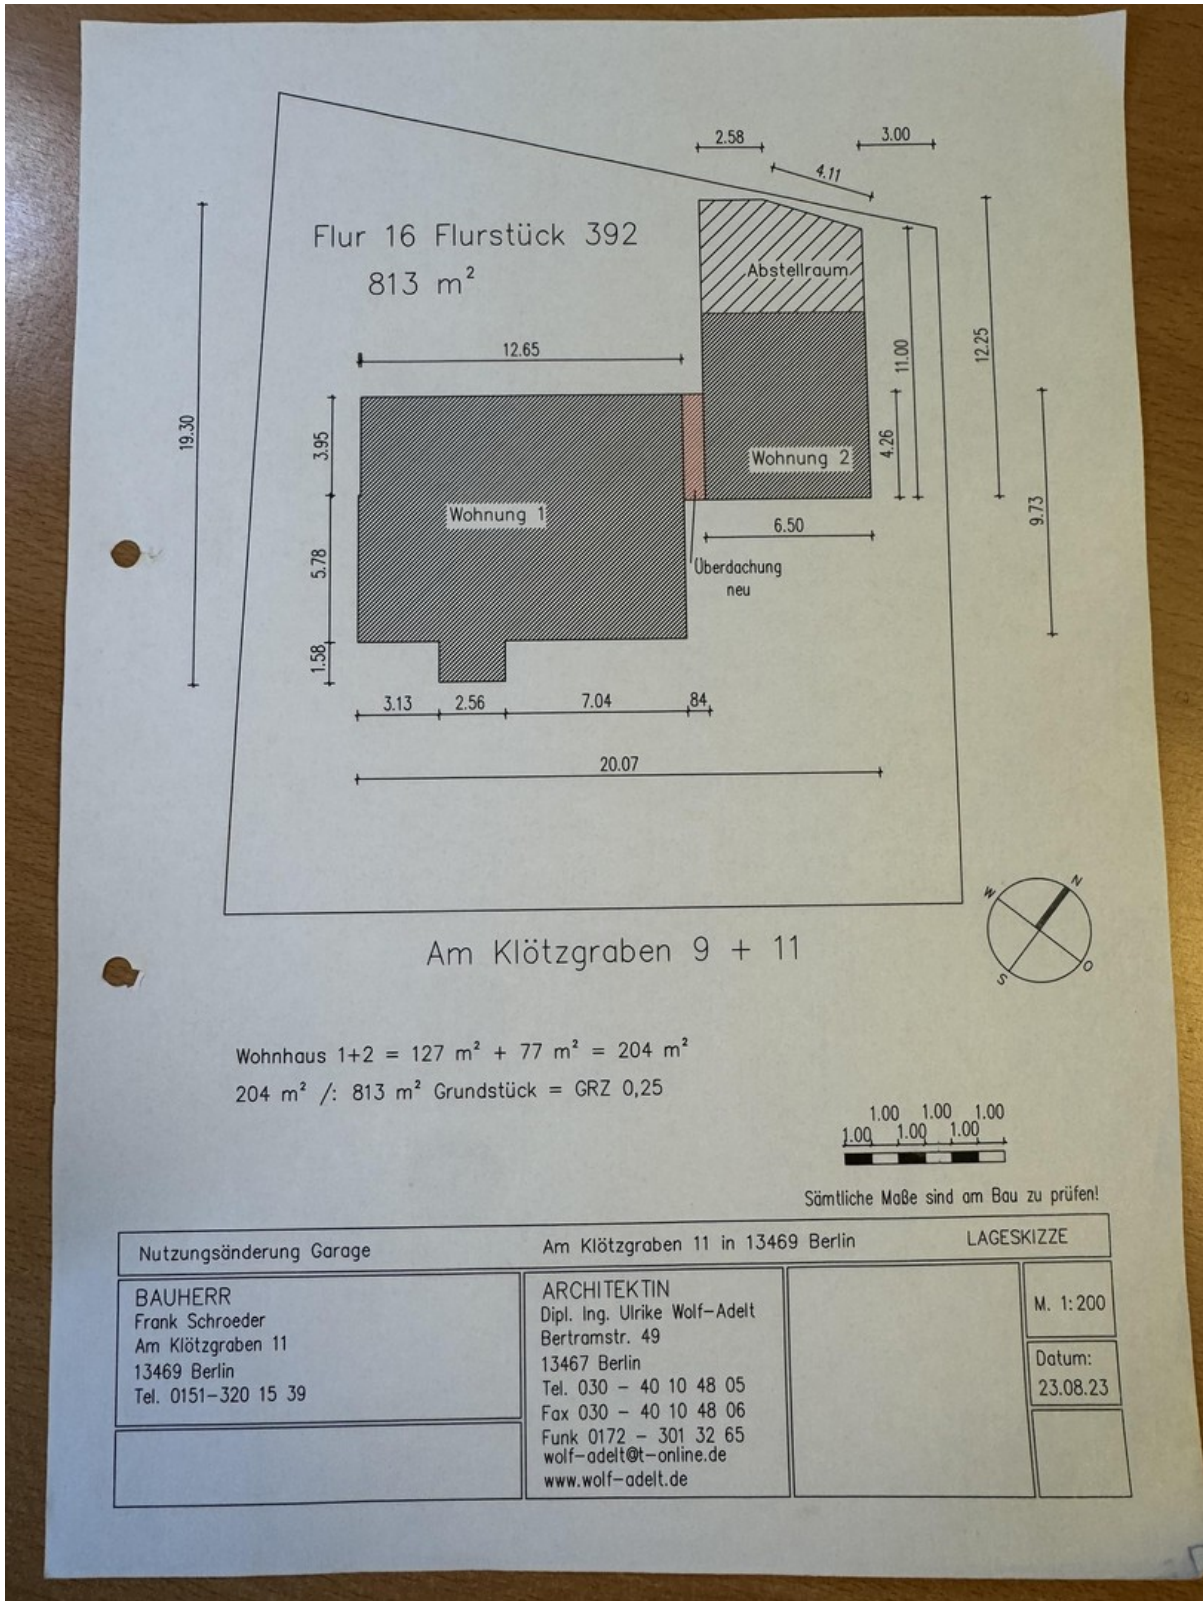 2.58
3.00
4.11
Flur 16 Flurstück 392
813 m²
Abstellraum
12.65
11.00
12.25
19.30
3.95
4.26
Wohnung 2
9.73
Wohnung 1
6.50
5.78
Überdachung
neu
1.58
3.13
2.56
7.04
84
20.07
N
W
O
S
Am Klötzgraben 9 + 11
Wohnhaus 1+2 = 127 m² + 77 m² = 204 m²
204 m² /: 813 m² Grundstück = GRZ 0,25
1.00 1.00 1.00
1.00 1.00 1.00
Sämtliche Maße sind am Bau zu prüfen!
Nutzungsänderung Garage
Am Klötzgraben 11 in 13469 Berlin
LAGESKIZZE
BAUHERR
Frank Schroeder
Am Klötzgraben 11
13469 Berlin
Tel. 0151-320 15 39
ARCHITEKTIN
Dipl. Ing. Ulrike Wolf-Adelt
Bertramstr. 49
13467 Berlin
Tel. 030 - 40 10 48 05
Fax 030 - 40 10 48 06
Funk 0172 - 301 32 65
wolf-adelt@t-online.de
www.wolf-adelt.de
M. 1:200
Datum:
23.08.23